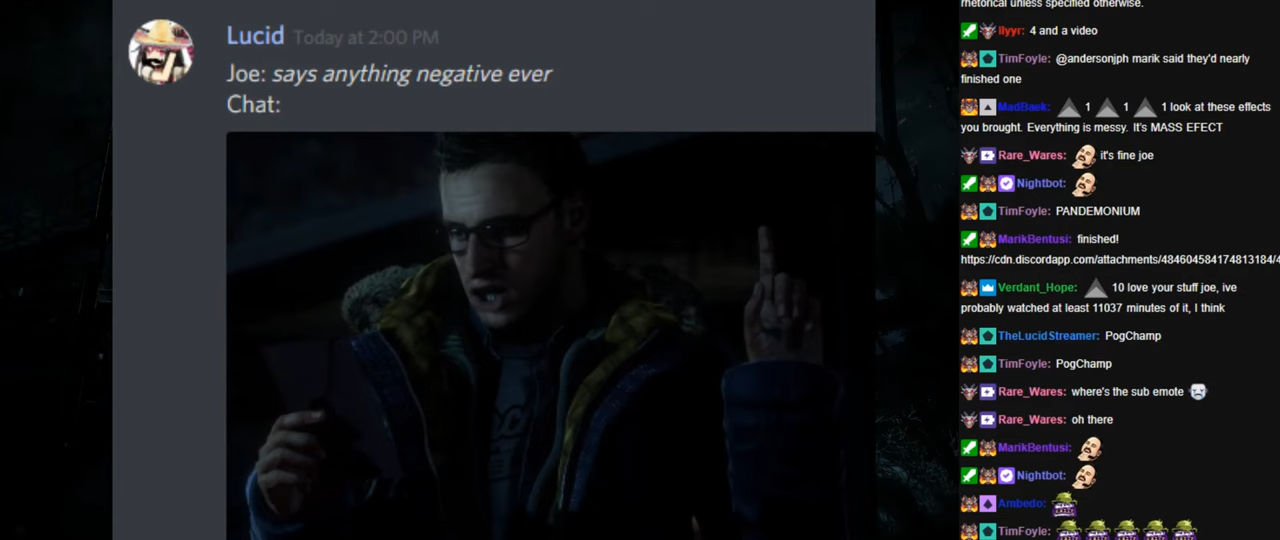 Lucid Today at 2:00 PM
Joe: says anything negative ever
Chat:
rhetorical unless specified otherwise.
llyyr: 4 and a video
TimFoyle: @andersonjph marik said they'd nearly
finished one
MadBaek: 1 1 1 look at these effects
you brought. Everything is messy. It's MASS EFECT
Rare_Wares: it's fine joe
Nightbot:
TimFoyle: PANDEMONIUM
MarikBentusi: finished!
https://cdn.discordapp.com/attachments/484604584174813184/4
Verdant_Hope: 10 love your stuff joe, ive
probably watched at least 11037 minutes of it, I think
TheLucidStreamer: PogChamp
TimFoyle: PogChamp
Rare_Wares: where's the sub emote
Rare_Wares: oh there
MarikBentusi:
Nightbot:
Ambedo:
TimFoyle: